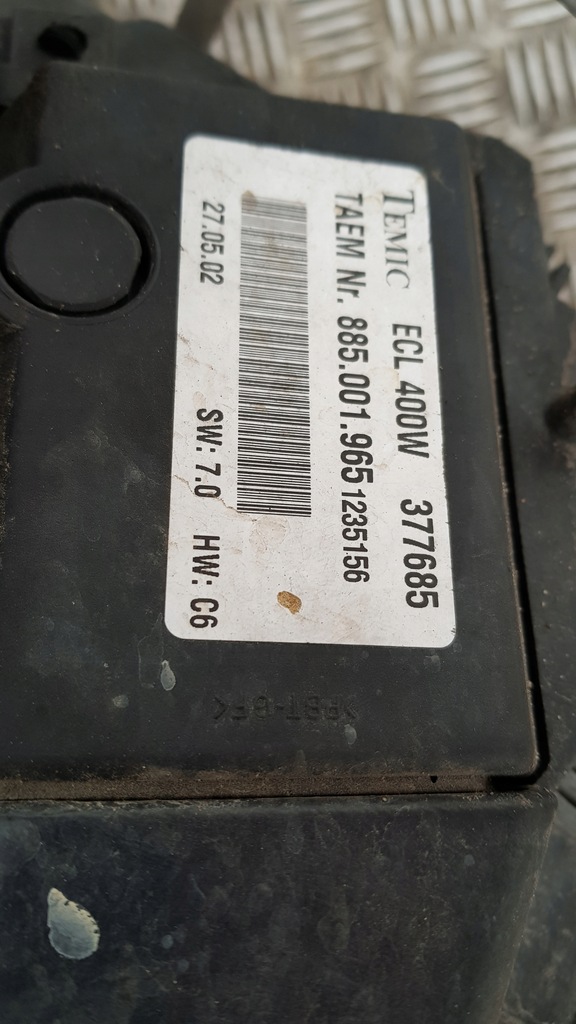 TEMIC ECL 400W 377685
TAEM Nr. 885.001.965 1235156
27.05.02 SW: 7.0 HW: C6